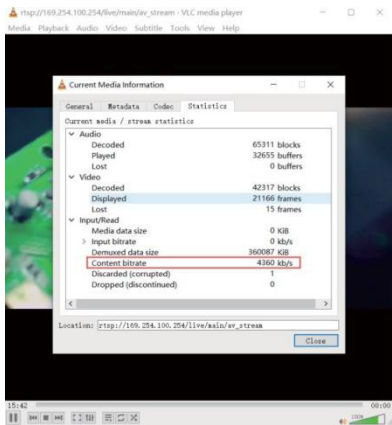 rtsp://169.254.100.254/live/main/av_stream - VLC media player
Media Playback Audio Video Subtitle Tools View Help
Current Media Information
General Metadata Codec Statistics
Current media / stream statistics
Audio
Decoded 65311 blocks
Played 32655 buffers
Lost 0 buffers
Video
Decoded 42317 blocks
Displayed 21166 frames
Lost 15 frames
Input/Read
Media data size 0 KiB
Input bitrate 0 kb/s
Demuxed data size 360087 KiB
Content bitrate 4360 kb/s
Discarded (corrupted) 1
Dropped (discontinued) 0
Location: rtsp://169.254.100.254/live/main/av_stream
Close
15:42 00:00
100%